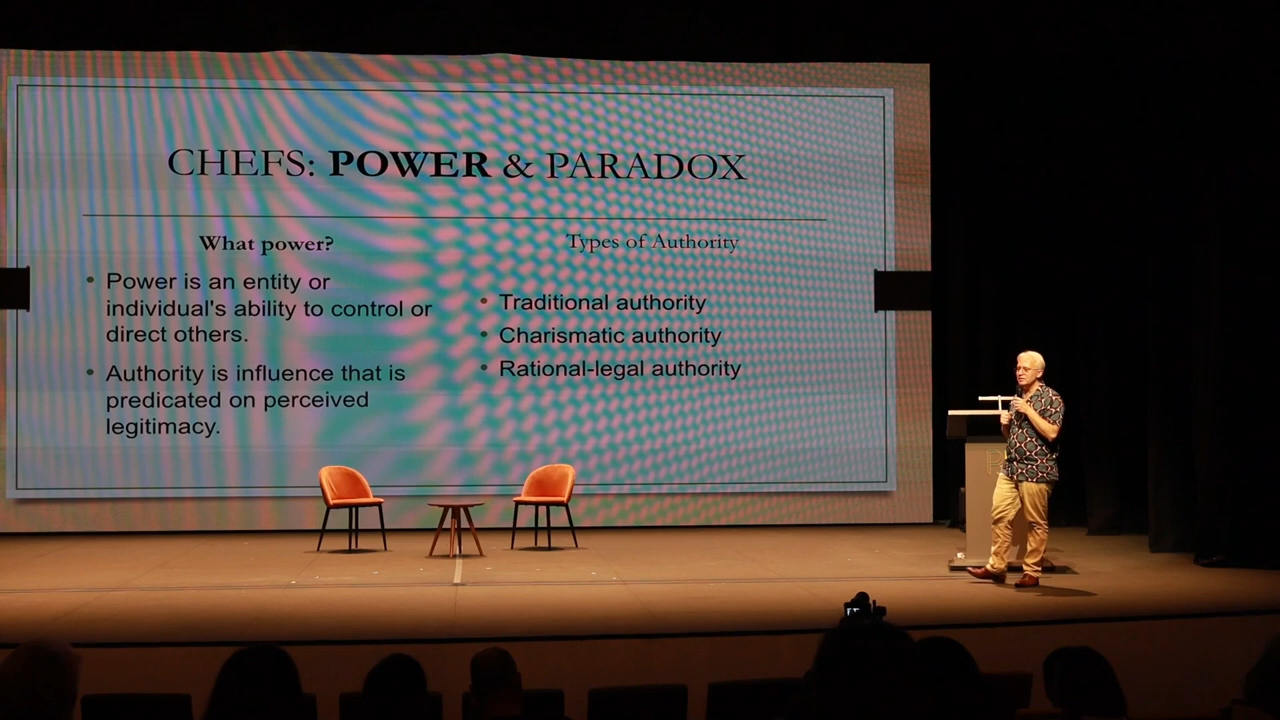 CHEFS: POWER & PARADOX
What power?
• Power is an entity or
individual's ability to control or
direct others.
• Authority is influence that is
predicated on perceived
legitimacy.
Types of Authority
• Traditional authority
• Charismatic authority
• Rational-legal authority